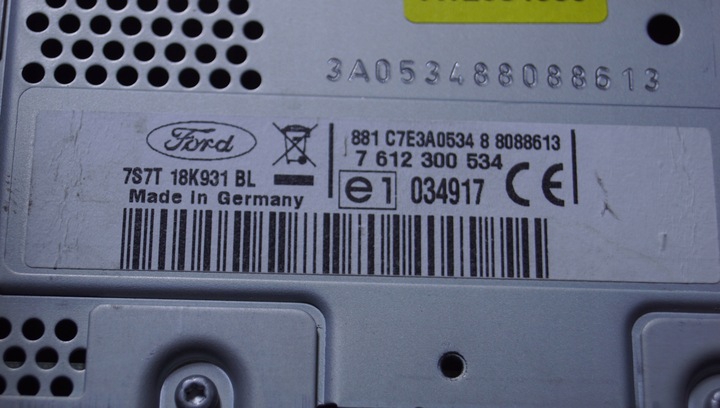 3A053488088613
Ford
881 C7E3A0534 8 8088613
7 612 300 534
7S7T 18K931 BL
e1 034917 CE
Made in Germany